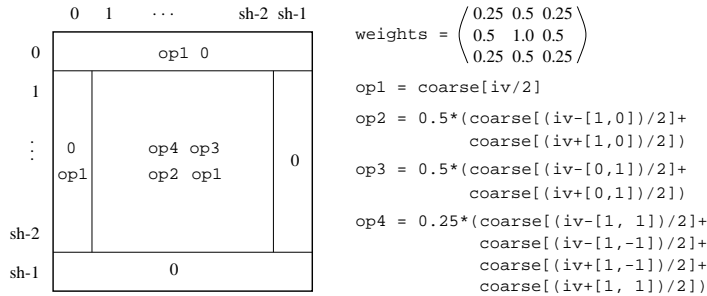 0 1 ··· sh-2 sh-1
0
op1 0
1
⋮
0
op1
op4 op3
op2 op1
0
sh-2
sh-1
0
weights = (0.25 0.5 0.25
0.5 1.0 0.5
0.25 0.5 0.25)
op1 = coarse[iv/2]
op2 = 0.5*(coarse[(iv-[1,0])/2]+
coarse[(iv+[1,0])/2])
op3 = 0.5*(coarse[(iv-[0,1])/2]+
coarse[(iv+[0,1])/2])
op4 = 0.25*(coarse[(iv-[1, 1])/2]+
coarse[(iv-[1,-1])/2]+
coarse[(iv+[1,-1])/2]+
coarse[(iv+[1, 1])/2])